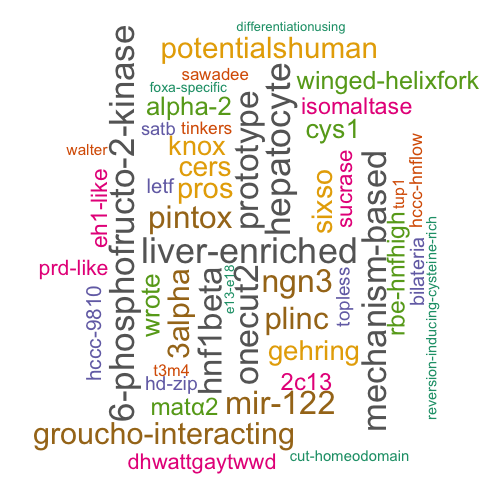 differentiationusing
potentialshuman
sawadee
winged-helixfork
foxa-specific
alpha-2
isomaltase
satb
tinkers
cys1
walter
knox
cers
letf
pros
eh1-like
6-phosphofructo-2-kinase
prototype
hepatocyte
sixso
sucrase
mechanism-based
tup1
hccc-hnflow
pintox
liver-enriched
prd-like
hccc-9810
wrote
3alpha
hnf1beta
e13-e18
onecut2
ngn3
topless
rbe-hnfhigh
bilateria
reversion-inducing-cysteine-rich
plinc
gehring
t3m4
hd-zip
2c13
matα2
mir-122
groucho-interacting
dhwattgaytwwd
cut-homeodomain